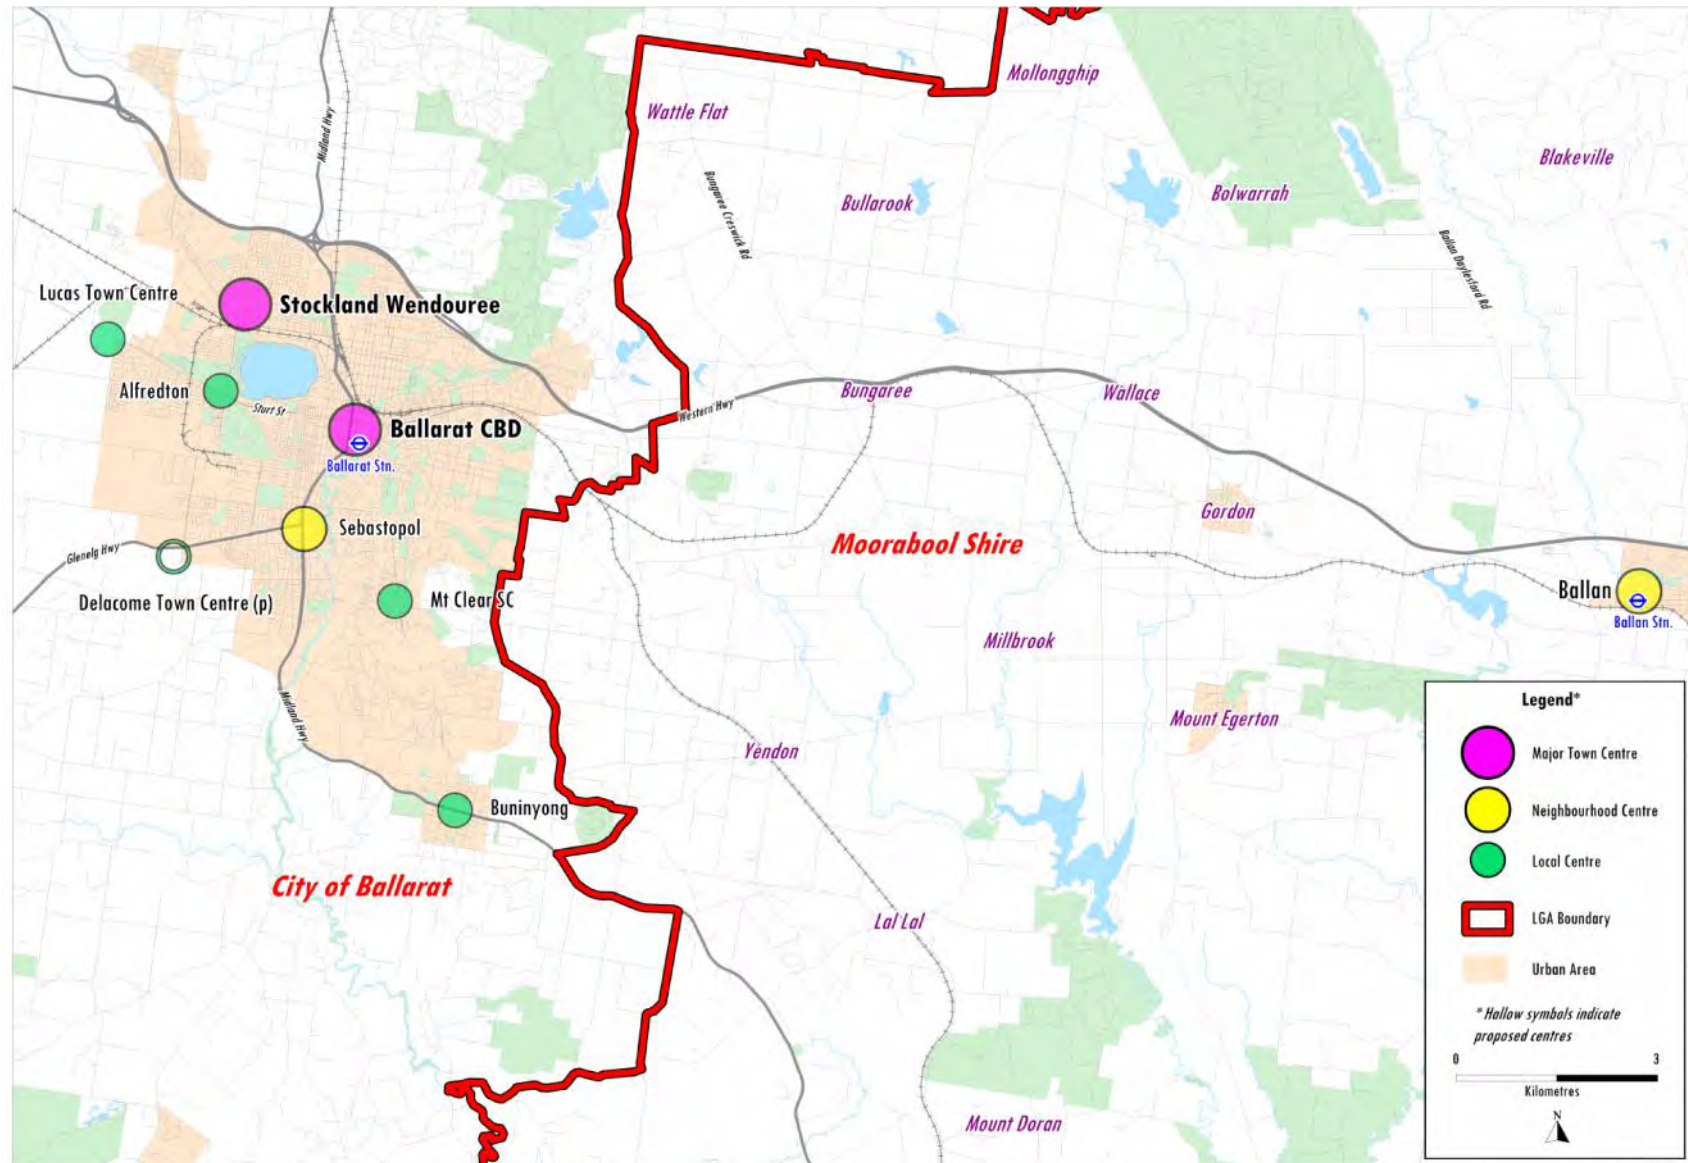 Mollongghip
Wattle Flat
Midland Hwy
Blakeville
Bungaree Creswick Rd
Bullarook
Bolwarrah
Ballan Daylesford Rd
Lucas Town Centre
Stockland Wendouree
Alfredton
Sturt St
Bungaree
Wallace
Western Hwy
Ballarat CBD
Ballarat Stn.
Gordon
Sebastopol
Moorabool Shire
Glenelg Hwy
Ballan
Delacome Town Centre (p)
Mt Clear SC
Ballan Stn.
Millbrook
Midland Hwy
Mount Egerton
Yendon
Buninyong
City of Ballarat
Lal Lal
Mount Doran
Legend*
Major Town Centre
Neighbourhood Centre
Local Centre
LGA Boundary
Urban Area
* Hallow symbols indicate
proposed centres
0 3
Kilometres
N